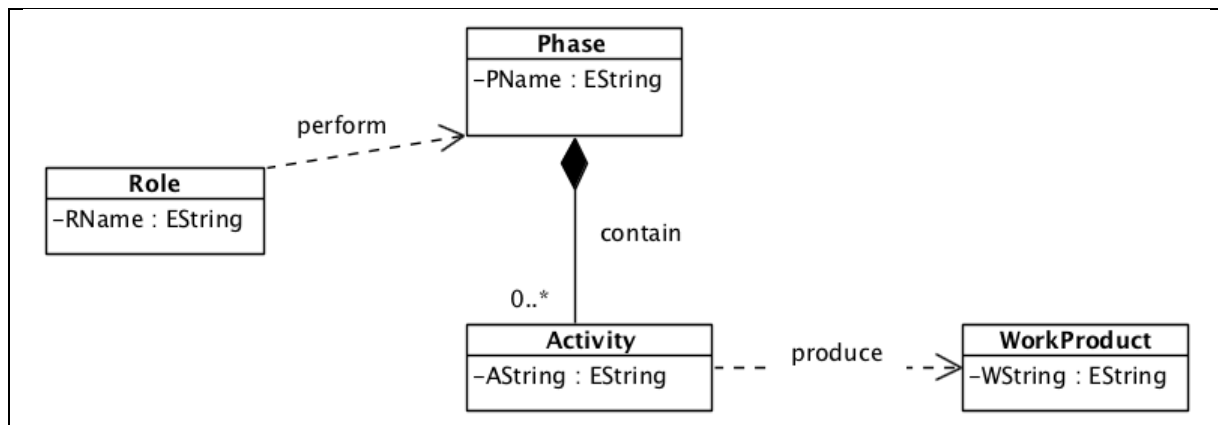 Phase
-PName : EString
perform
Role
-RName : EString
contain
0..*
Activity
-AString : EString
produce
WorkProduct
-WString : EString